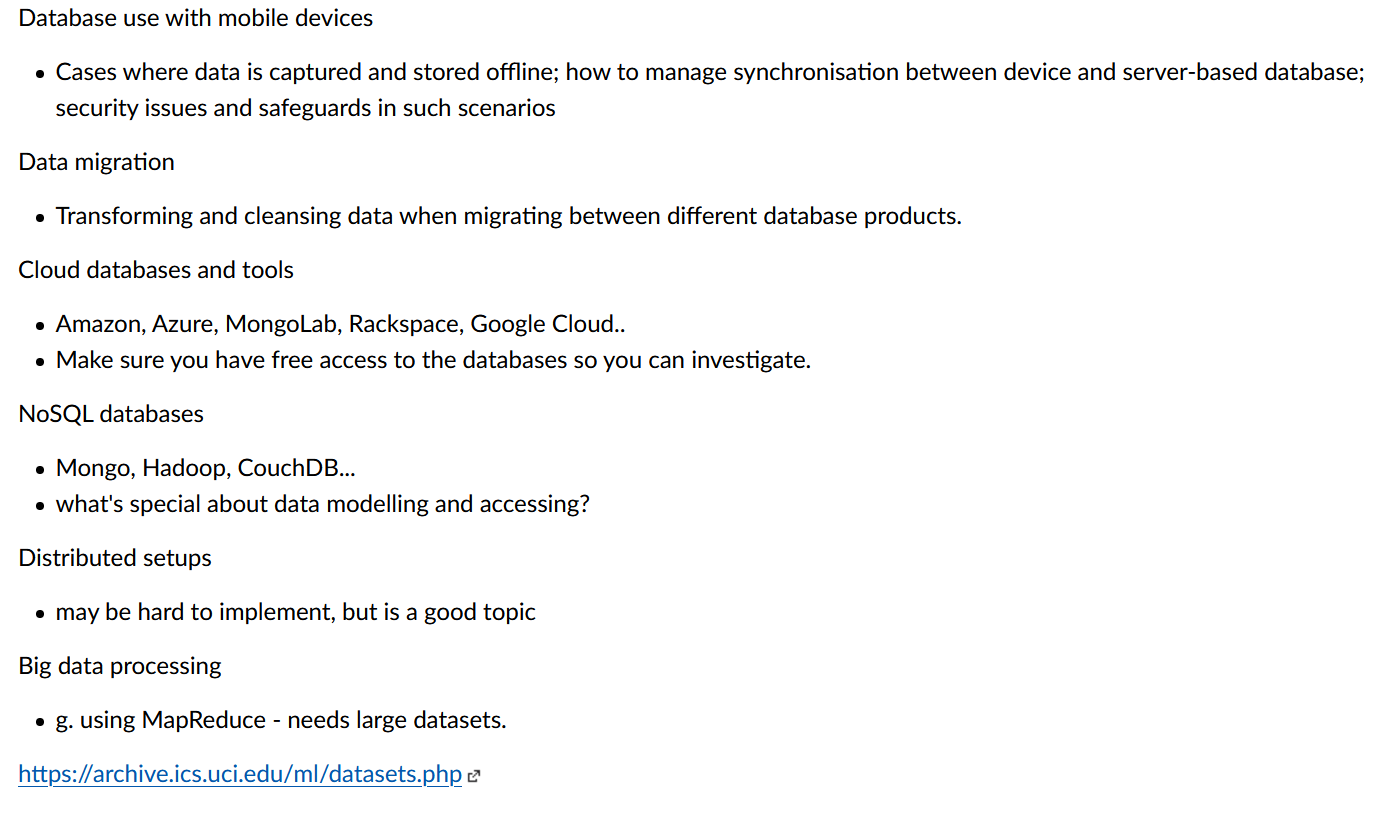 Database use with mobile devices
• Cases where data is captured and stored offline; how to manage synchronisation between device and server-based database;
security issues and safeguards in such scenarios
Data migration
• Transforming and cleansing data when migrating between different database products.
Cloud databases and tools
• Amazon, Azure, MongoLab, Rackspace, Google Cloud..
• Make sure you have free access to the databases so you can investigate.
NoSQL databases
• Mongo, Hadoop, CouchDB...
• what's special about data modelling and accessing?
Distributed setups
• may be hard to implement, but is a good topic
Big data processing
• g. using MapReduce - needs large datasets.
https://archive.ics.uci.edu/ml/datasets.php